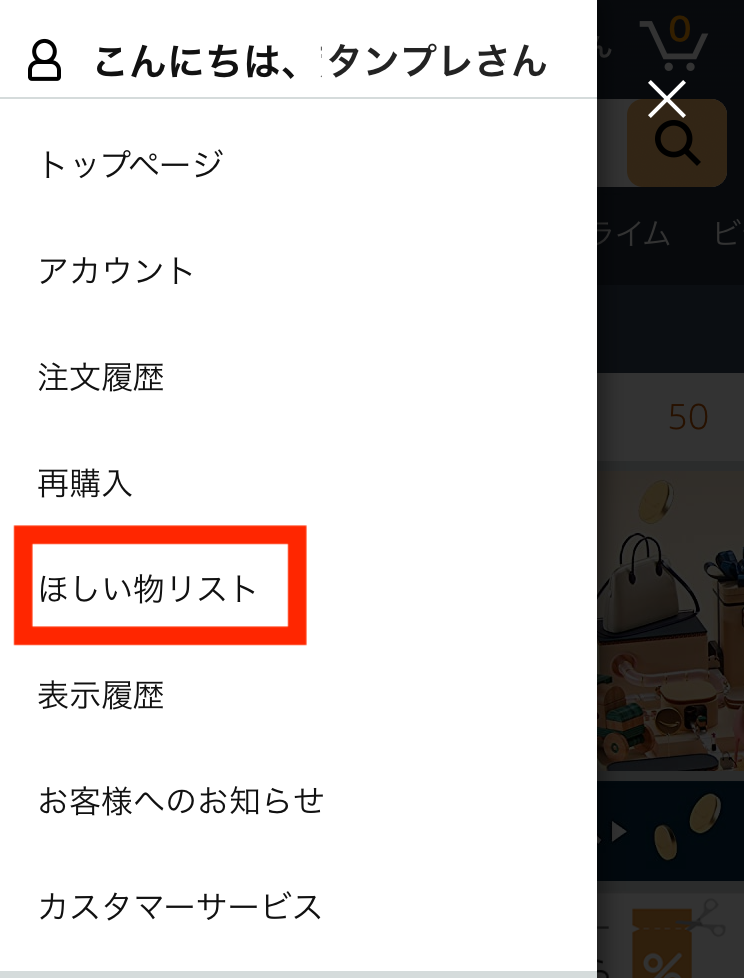 こんにちは、タンプレさん
0
トップページ
ライム
ビ
アカウント
注文履歴
50
再購入
ほしい物リスト
表示履歴
お客様へのお知らせ
カスタマーサービス
%